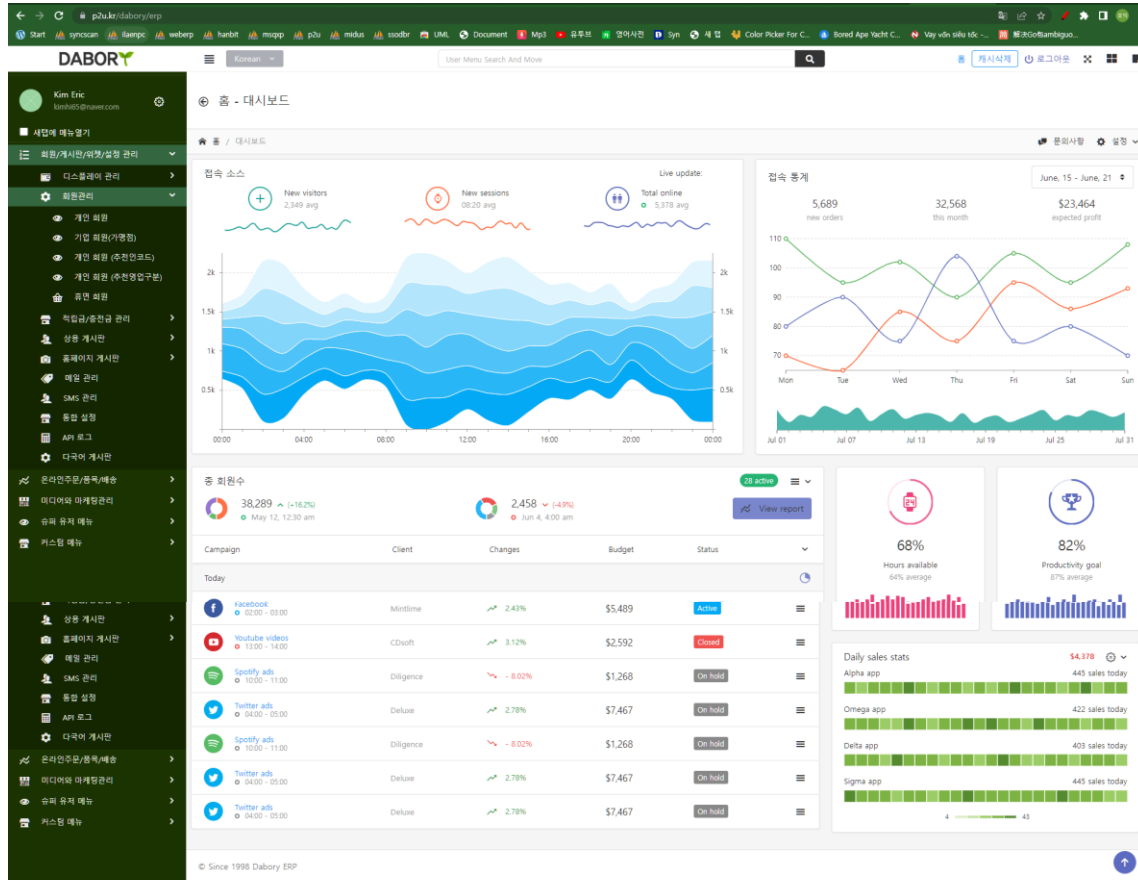 p2u.kr/dabory/erp
Start syncscan ilaenpc weberp hanbit msqpp p2u midus ssodbr UML Document Mp3 유투브 영어사전 Syn 새 탭 Color Picker For C... Bored Ape Yacht C... Vay vốn siêu tốc -... 解决Go包ambiguo...
DABORY Korean User Menu Search And Move 홈 캐시삭제 로그아웃
Kim Eric
kimhi65@naver.com
홈 - 대시보드
새탭에 메뉴열기
홈 / 대시보드
문의사항 설정
회원/게시판/위젯/설정 관리
디스플레이 관리
회원관리
개인 회원
기업 회원(가맹점)
개인 회원 (추천인코드)
개인 회원 (추천영업구분)
휴면 회원
적립금/충전금 관리
상용 게시판
홈페이지 게시판
메일 관리
SMS 관리
통합 설정
API 로그
다국어 게시판
온라인주문/품목/배송
미디어와 마케팅관리
슈퍼 유저 메뉴
커스텀 메뉴
상용 게시판
홈페이지 게시판
메일 관리
SMS 관리
통합 설정
API 로그
다국어 게시판
온라인주문/품목/배송
미디어와 마케팅관리
슈퍼 유저 메뉴
커스텀 메뉴
접속 소스
Live update:
New visitors
2,349 avg
New sessions
08:20 avg
Total online
5,378 avg
2k 2k
1.5k 1.5k
1k 1k
0.5k 0.5k
00:00 04:00 08:00 12:00 16:00 20:00 00:00
접속 통계
June, 15 - June, 21
5,689 32,568 $23,464
new orders this month expected profit
110
100
90
80
70
Mon Tue Wed Thu Fri Sat Sun
Jul 01 Jul 07 Jul 13 Jul 19 Jul 25 Jul 31
총 회원수
28 active
38,289 (+16.2%)
May 12, 12:30 am
2,458 (-4.9%)
Jun 4, 4:00 am
View report
Campaign Client Changes Budget Status
Today
Facebook
02:00 - 03:00
Mintlime 2.43% $5,489 Active
Youtube videos
13:00 - 14:00
CDsoft 3.12% $2,592 Closed
Spotify ads
10:00 - 11:00
Diligence - 8.02% $1,268 On hold
Twitter ads
04:00 - 05:00
Deluxe 2.78% $7,467 On hold
Spotify ads
10:00 - 11:00
Diligence - 8.02% $1,268 On hold
Twitter ads
04:00 - 05:00
Deluxe 2.78% $7,467 On hold
Twitter ads
04:00 - 05:00
Deluxe 2.78% $7,467 On hold
68%
Hours available
64% average
82%
Productivity goal
87% average
Daily sales stats $4,378
Alpha app 445 sales today
Omega app 422 sales today
Delta app 403 sales today
Sigma app 445 sales today
4 43
© Since 1998 Dabory ERP